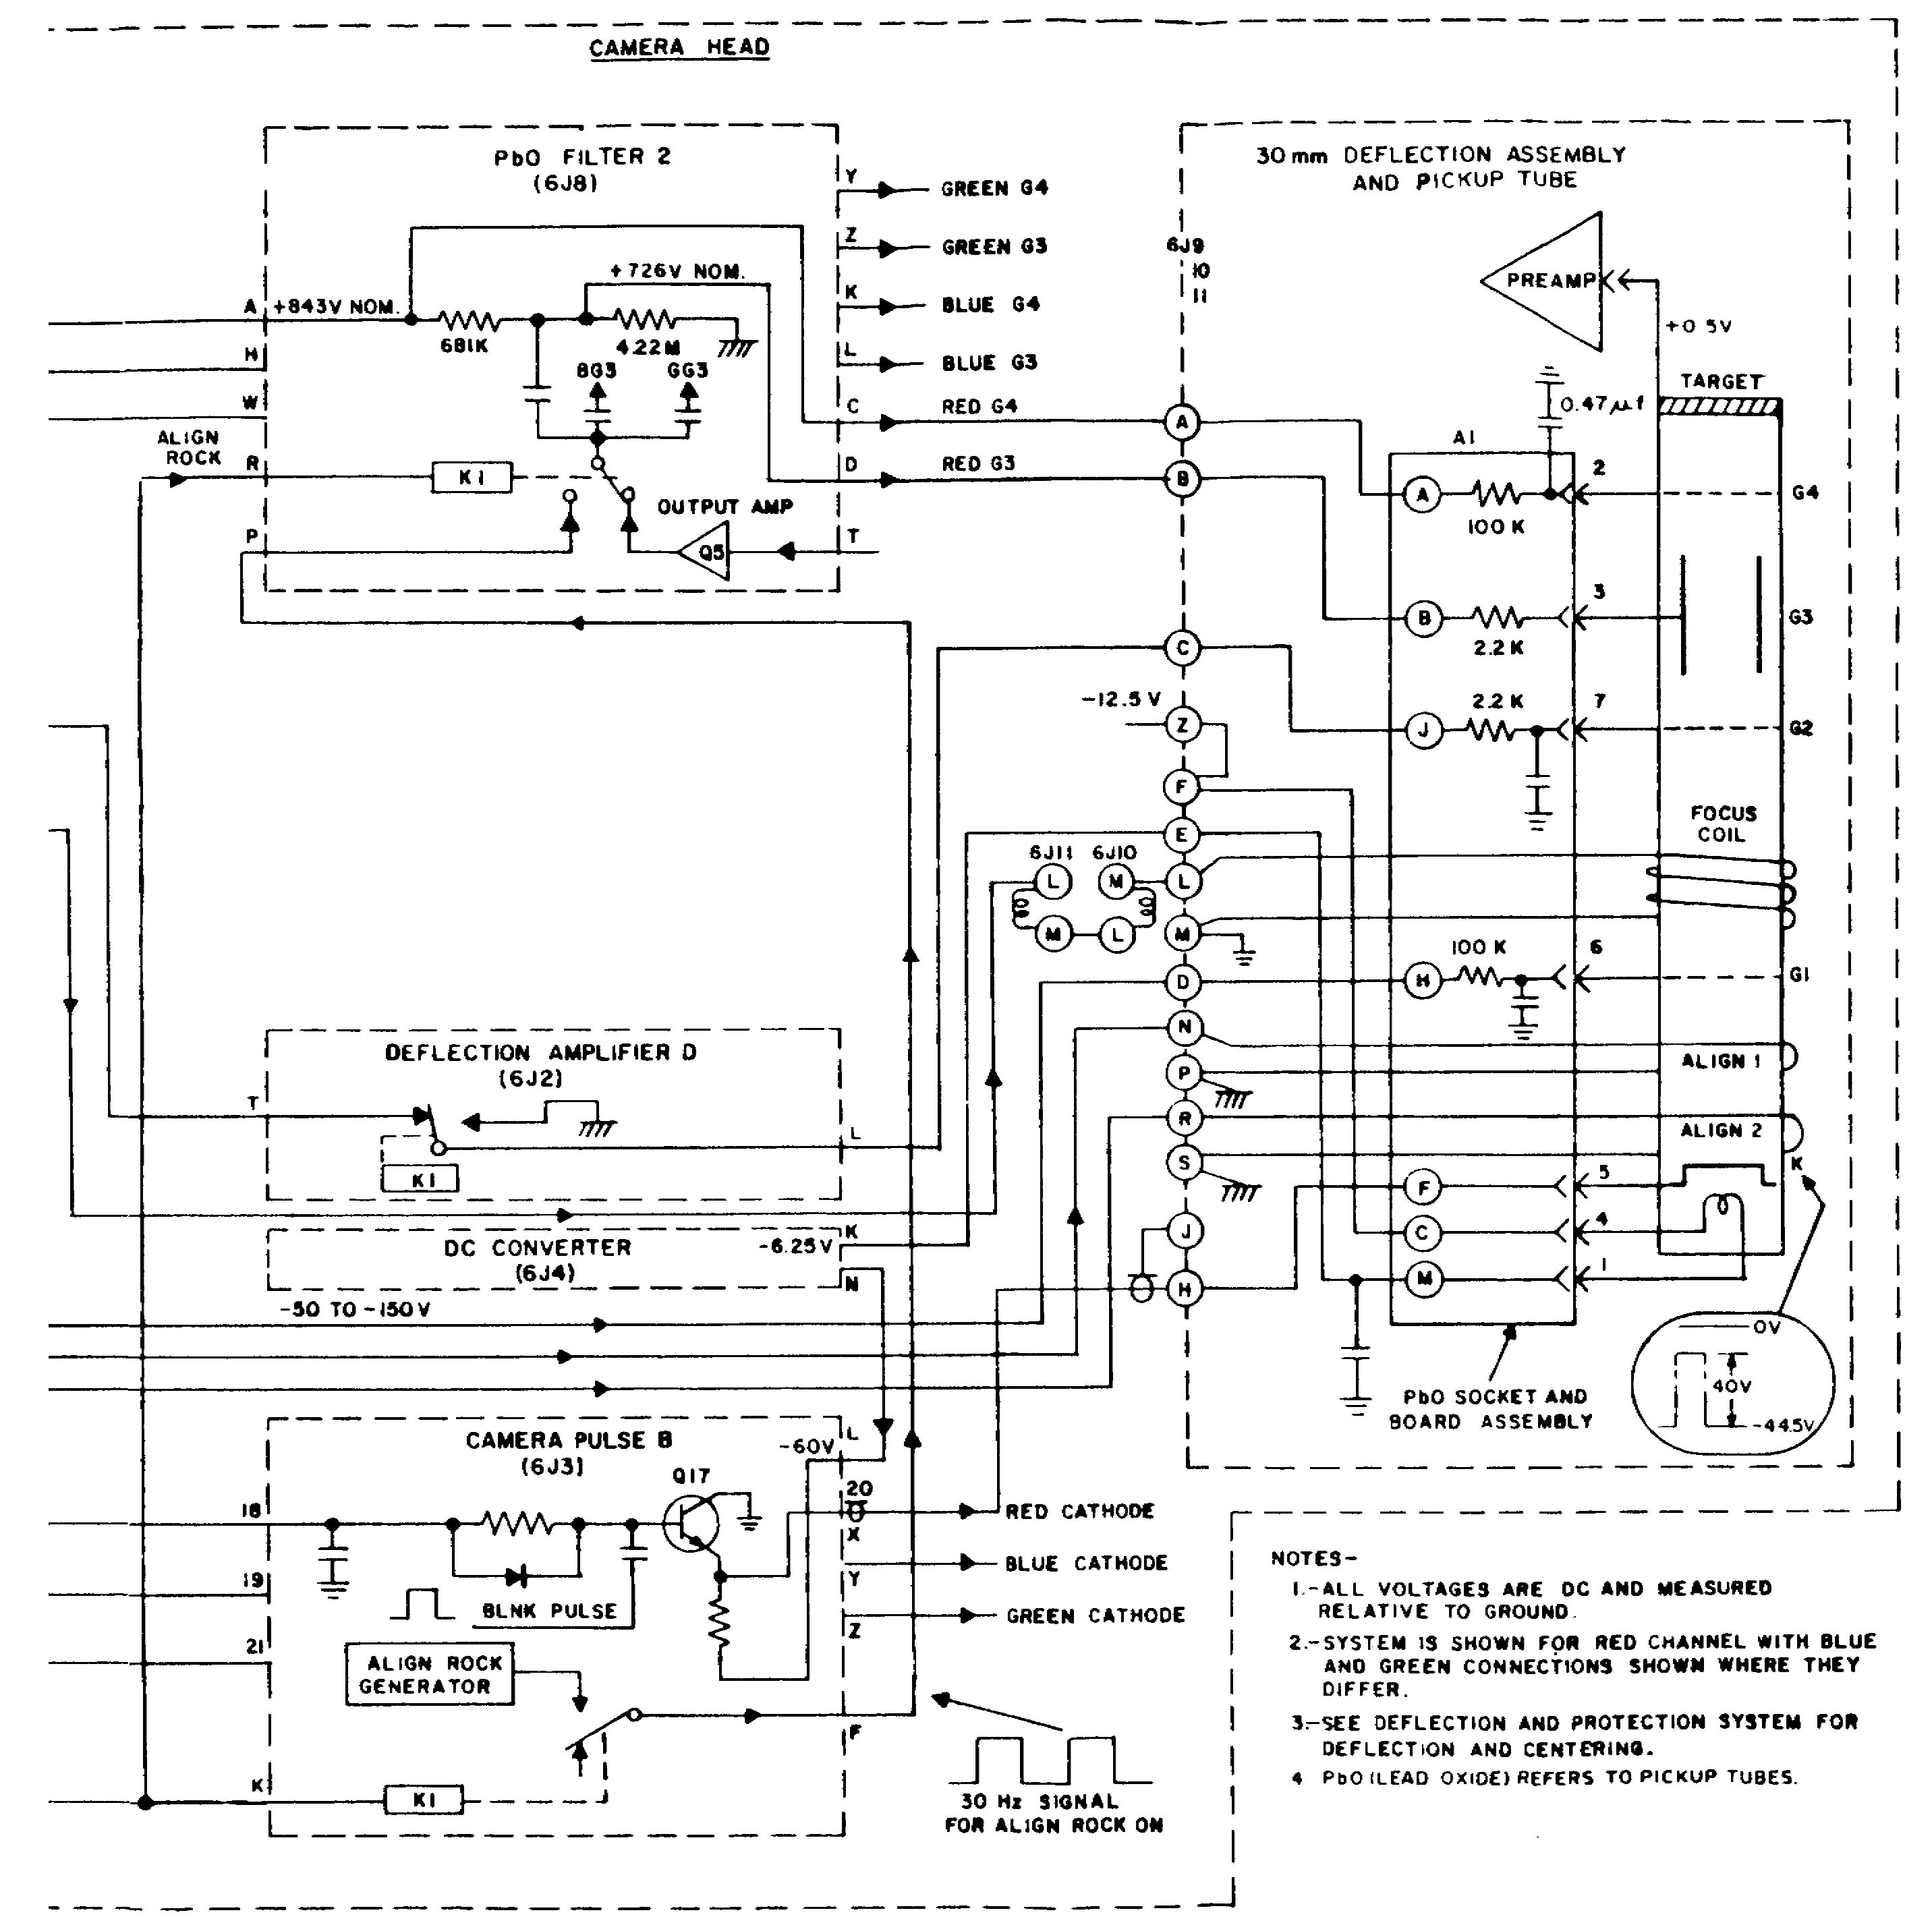 CAMERA HEAD
PbO FILTER 2
(6J8)
Y
GREEN G4
Z
GREEN G3
+726V NOM.
K
BLUE G4
A
+843V NOM.
681K
4.22M
H
L
BLUE G3
BG3
GG3
W
C
RED G4
ALIGN
ROCK
R
K1
D
RED G3
OUTPUT AMP
P
Q5
T
30mm DEFLECTION ASSEMBLY
AND PICKUP TUBE
6J9
10
11
PREAMP
+0 5V
TARGET
0.47µf
A1
A
B
A
100 K
2
G4
B
2.2 K
3
G3
C
-12.5 V
Z
J
2.2 K
7
G2
F
FOCUS
COIL
E
6J11
6J10
L
M
L
M
L
M
D
H
100 K
6
G1
N
P
ALIGN 1
R
ALIGN 2
S
K
F
5
J
C
4
H
M
1
PbO SOCKET AND
BOARD ASSEMBLY
0V
40V
-44.5V
DEFLECTION AMPLIFIER D
(6J2)
T
L
K1
DC CONVERTER
(6J4)
-6.25V
K
N
-50 TO -150V
CAMERA PULSE B
(6J3)
-60V
L
Q17
18
20
X
RED CATHODE
BLUE CATHODE
Y
19
BLNK PULSE
GREEN CATHODE
Z
21
ALIGN ROCK
GENERATOR
F
K
K1
30 Hz SIGNAL
FOR ALIGN ROCK ON
NOTES-
1.-ALL VOLTAGES ARE DC AND MEASURED
RELATIVE TO GROUND.
2.-SYSTEM IS SHOWN FOR RED CHANNEL WITH BLUE
AND GREEN CONNECTIONS SHOWN WHERE THEY
DIFFER.
3.-SEE DEFLECTION AND PROTECTION SYSTEM FOR
DEFLECTION AND CENTERING.
4 PbO (LEAD OXIDE) REFERS TO PICKUP TUBES.